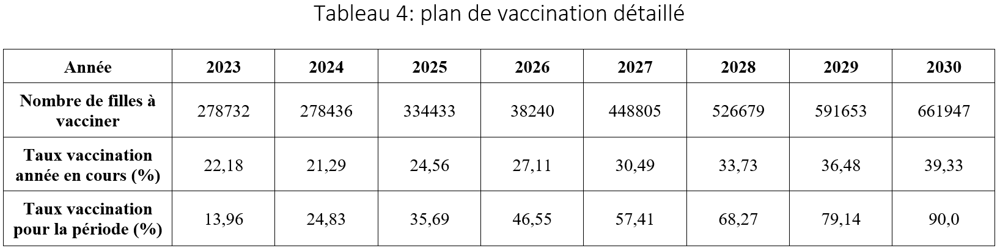 Tableau 4: plan de vaccination détaillé
Année 2023 2024 2025 2026 2027 2028 2029 2030
Nombre de filles à
vacciner 278732 278436 334433 38240 448805 526679 591653 661947
Taux vaccination
année en cours (%) 22,18 21,29 24,56 27,11 30,49 33,73 36,48 39,33
Taux vaccination
pour la période (%) 13,96 24,83 35,69 46,55 57,41 68,27 79,14 90,0